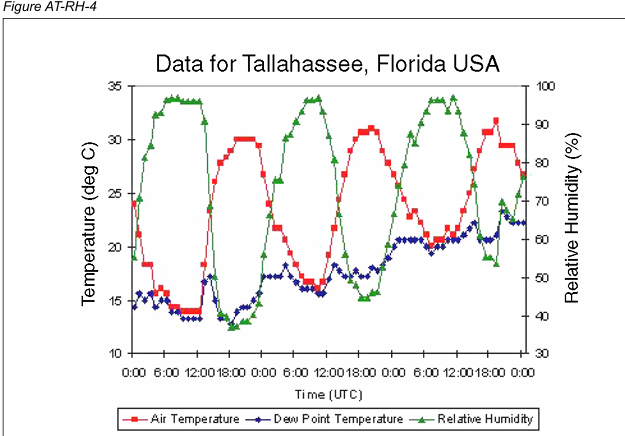 Figure AT-RH-4
Data for Tallahassee, Florida USA
35
30
25
20
15
10
Temperature (deg C)
100
90
80
70
60
50
40
30
Relative Humidity (%)
0:00 6:00 12:00 18:00 0:00 6:00 12:00 18:00 0:00 6:00 12:00 18:00 0:00
Time (UTC)
Air Temperature Dew Point Temperature Relative Humidity